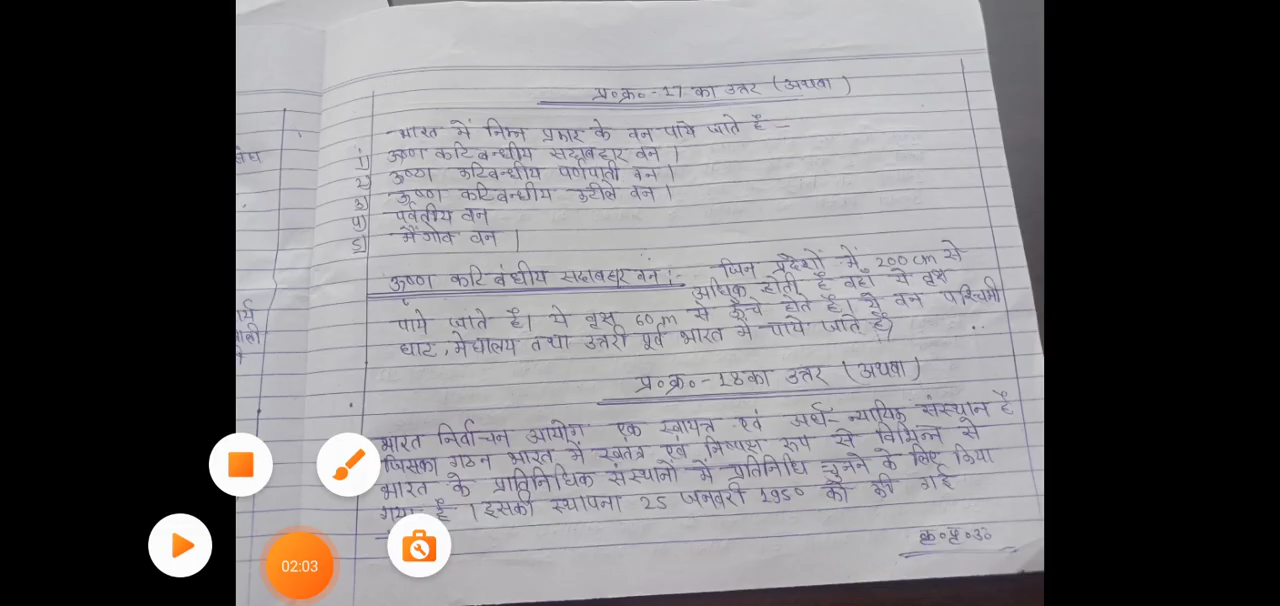 प्र०क्र०-17 का उत्तर (अथवा)
भारत में निम्न प्रकार के वन पाये जाते है -
1) ऊष्ण कटिबन्धीय सदाबहार वन ।
2) ऊष्ण कटिबन्धीय पर्णपाती वन ।
3) ऊष्ण कटिबन्धीय कटीले वन ।
4) पर्वतीय वन
5) मैंग्रोव वन ।
ऊष्ण कटिबंधीय सदाबहार वन :- जिन प्रदेशों में 200 cm से
अधिक होती है वहाँ ये वृक्ष
पाये जाते है। ये वृक्ष 60 m से ऊँचे होते है। ये वन पश्चिमी
घाट, मेघालय तथा उत्तरी पूर्व भारत में पाये जाते है।
प्र०क्र०-18 का उत्तर (अथवा)
भारत निर्वाचन आयोग एक स्वायत्त एवं अर्ध-न्यायिक संस्थान है
जिसका गठन भारत में स्वतंत्र एवं निष्पक्ष रूप से विभिन्न से
भारत के प्रातिनिधिक संस्थानों में प्रतिनिधि चुनने के लिए किया
गया है । इसकी स्थापना 25 जनवरी 1950 को की गई
02:03